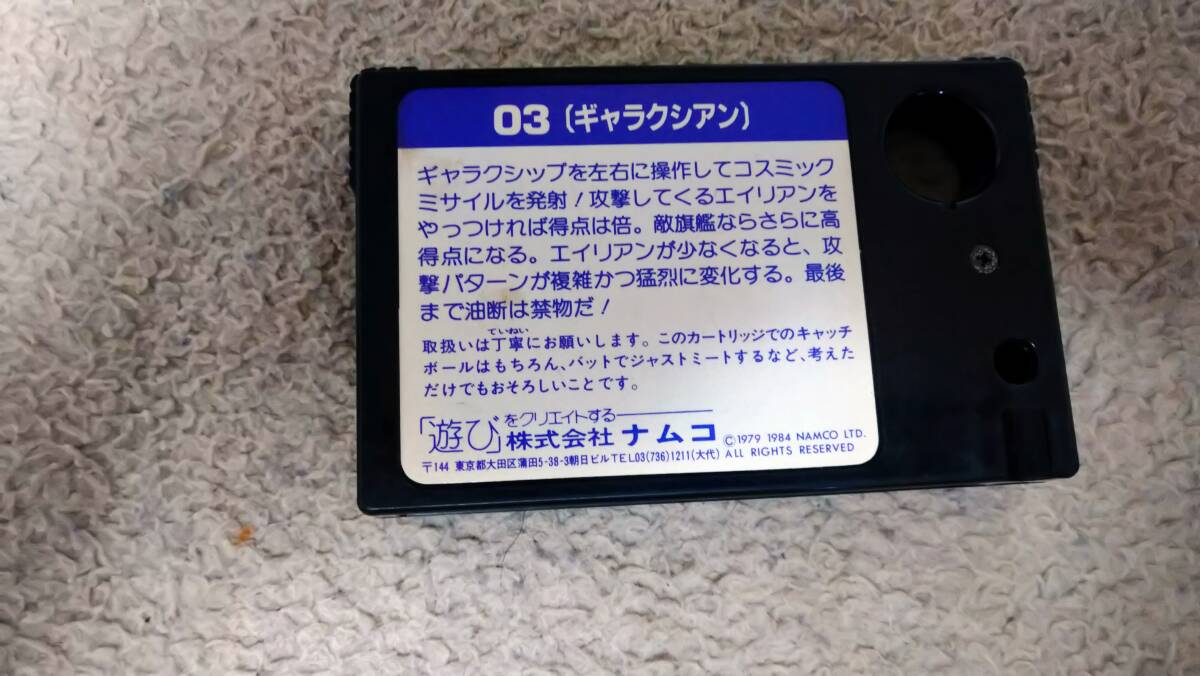 03〔ギャラクシアン〕
ギャラクシップを左右に操作してコスミック
ミサイルを発射！攻撃してくるエイリアンを
やっつければ得点は倍。敵旗艦ならさらに高
得点になる。エイリアンが少なくなると、攻
撃パターンが複雑かつ猛烈に変化する。最後
まで油断は禁物だ！
ていねい
取扱いは丁寧にお願いします。このカートリッジでのキャッチ
ボールはもちろん、バットでジャストミートするなど、考えた
だけでもおそろしいことです。
「遊び」をクリエイトする
株式会社 ナムコ ©1979 1984 NAMCO LTD.
〒144 東京都大田区蒲田5-38-3朝日ビルTEL.03(736)1211(大代) ALL RIGHTS RESERVED